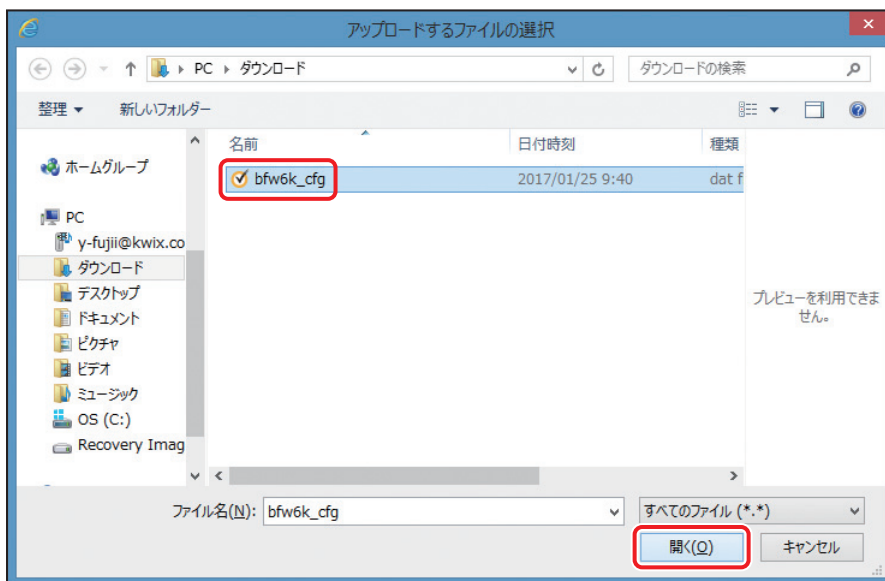 アップロードするファイルの選択
PC ダウンロード
ダウンロードの検索
整理 新しいフォルダー
名前 日付時刻 種類
bfw6k_cfg 2017/01/25 9:40 dat f
ホームグループ
PC
y-fujii@kwix.co
ダウンロード
デスクトップ
ドキュメント
ピクチャ
ビデオ
ミュージック
OS (C:)
Recovery Imag
プレビューを利用できま
せん。
ファイル名(N): bfw6k_cfg
すべてのファイル (*.*)
開く(O) キャンセル